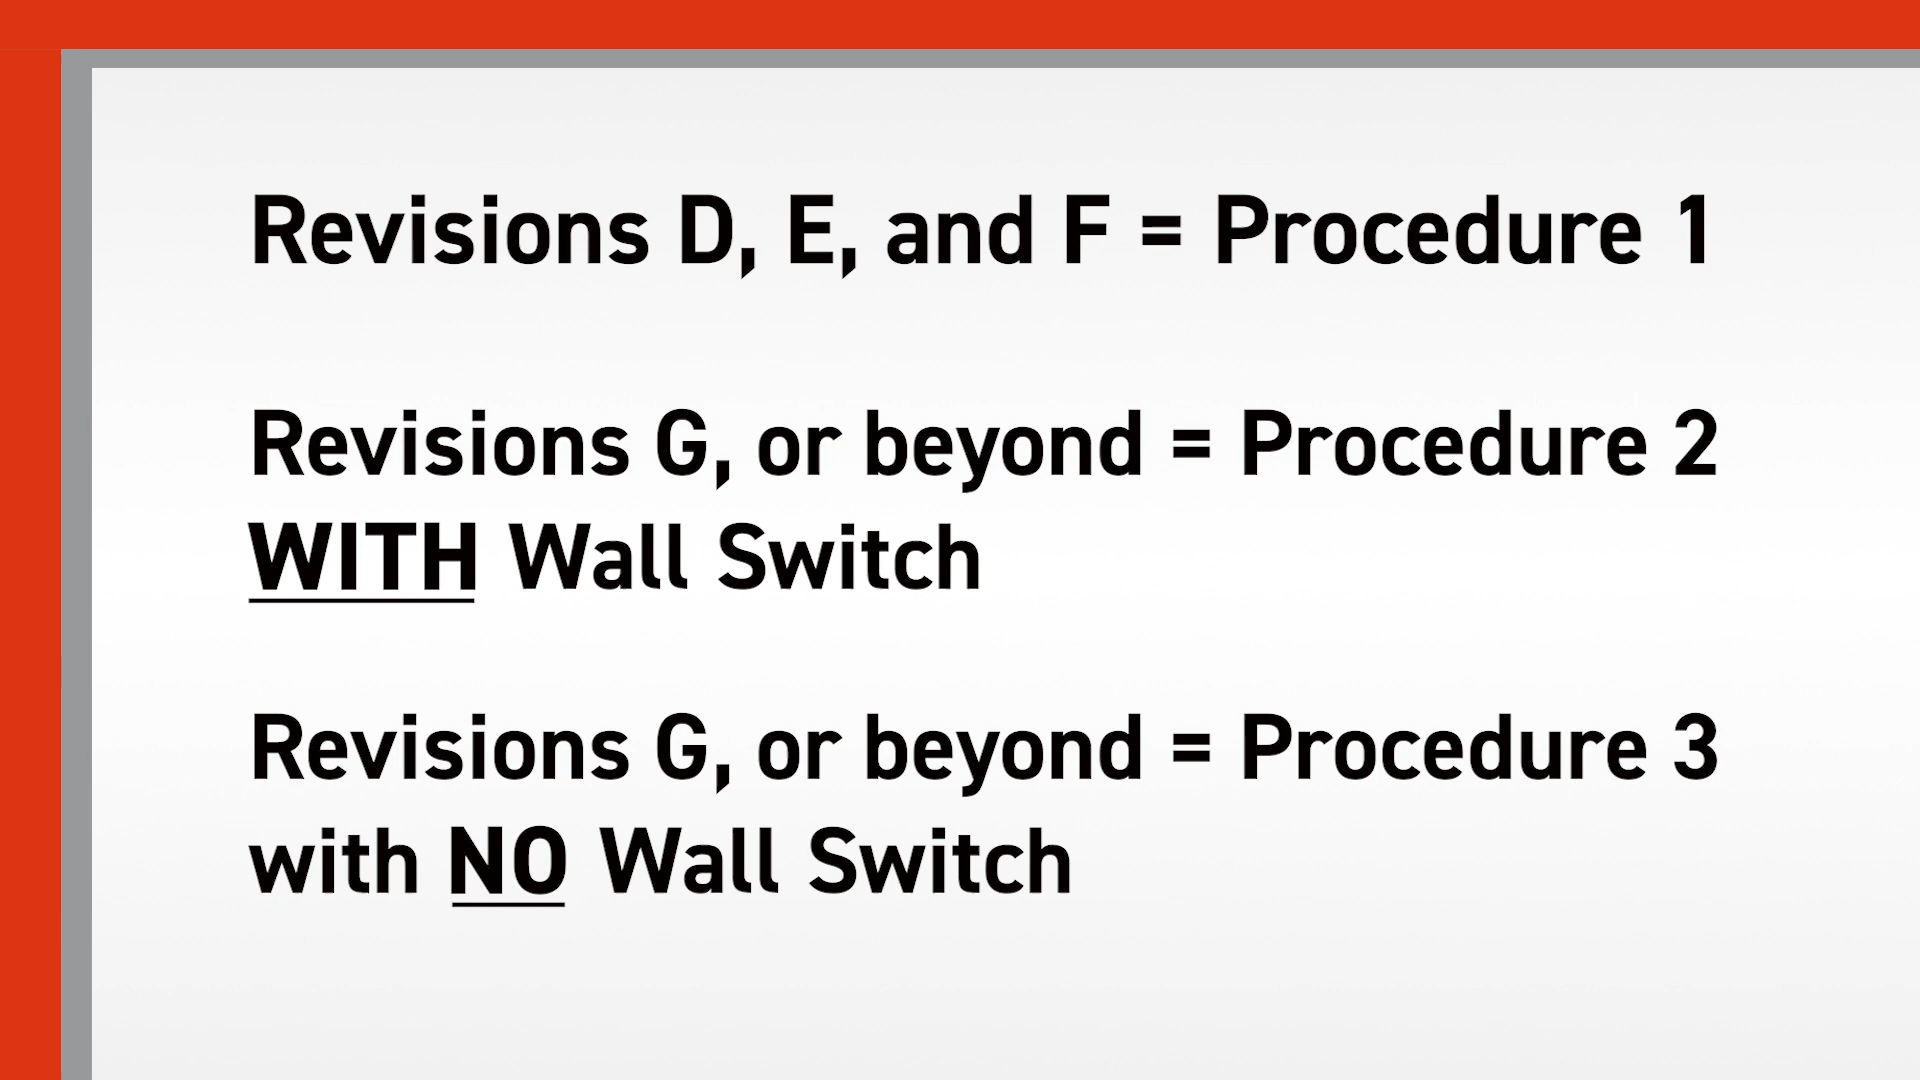 Revisions D, E, and F = Procedure 1
Revisions G, or beyond = Procedure 2
WITH Wall Switch
Revisions G, or beyond = Procedure 3
with NO Wall Switch